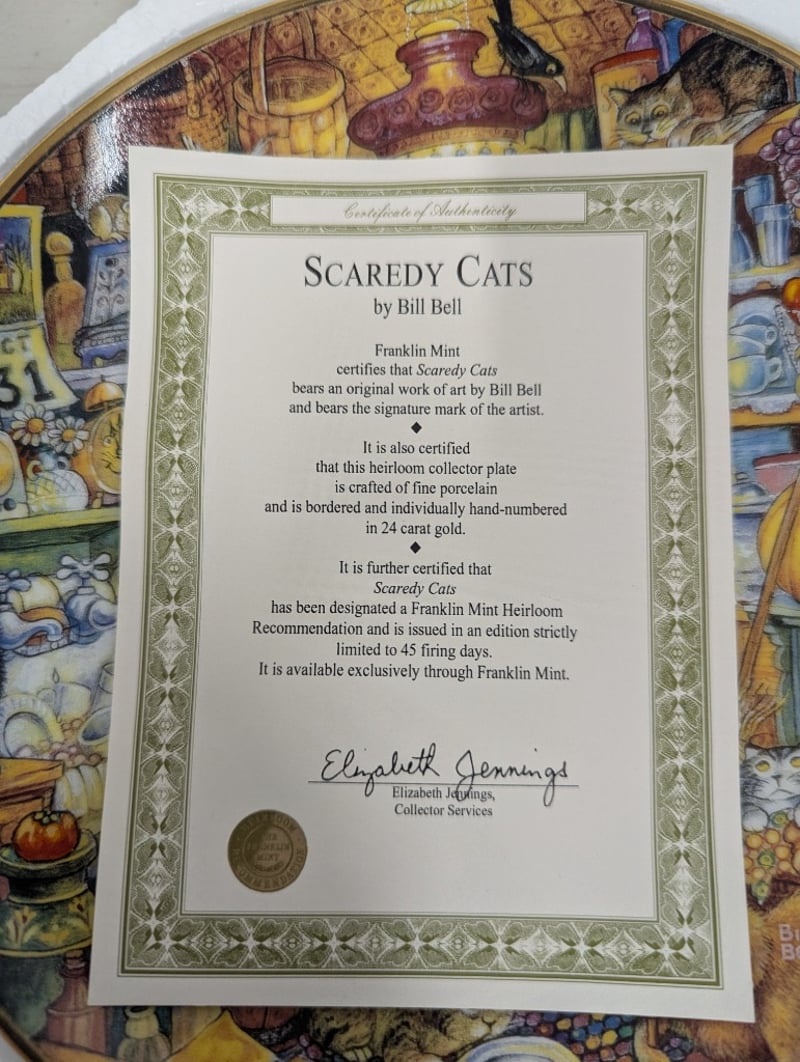 Certificate of Authenticity
SCAREDY CATS
by Bill Bell
Franklin Mint
certifies that Scaredy Cats
bears an original work of art by Bill Bell
and bears the signature mark of the artist.
It is also certified
that this heirloom collector plate
is crafted of fine porcelain
and is bordered and individually hand-numbered
in 24 carat gold.
It is further certified that
Scaredy Cats
has been designated a Franklin Mint Heirloom
Recommendation and is issued in an edition strictly
limited to 45 firing days.
It is available exclusively through Franklin Mint.
Elizabeth Jennings
Elizabeth Jennings,
Collector Services
HEIRLOOM
THE
FRANKLIN
MINT
RECOMMENDATION
31